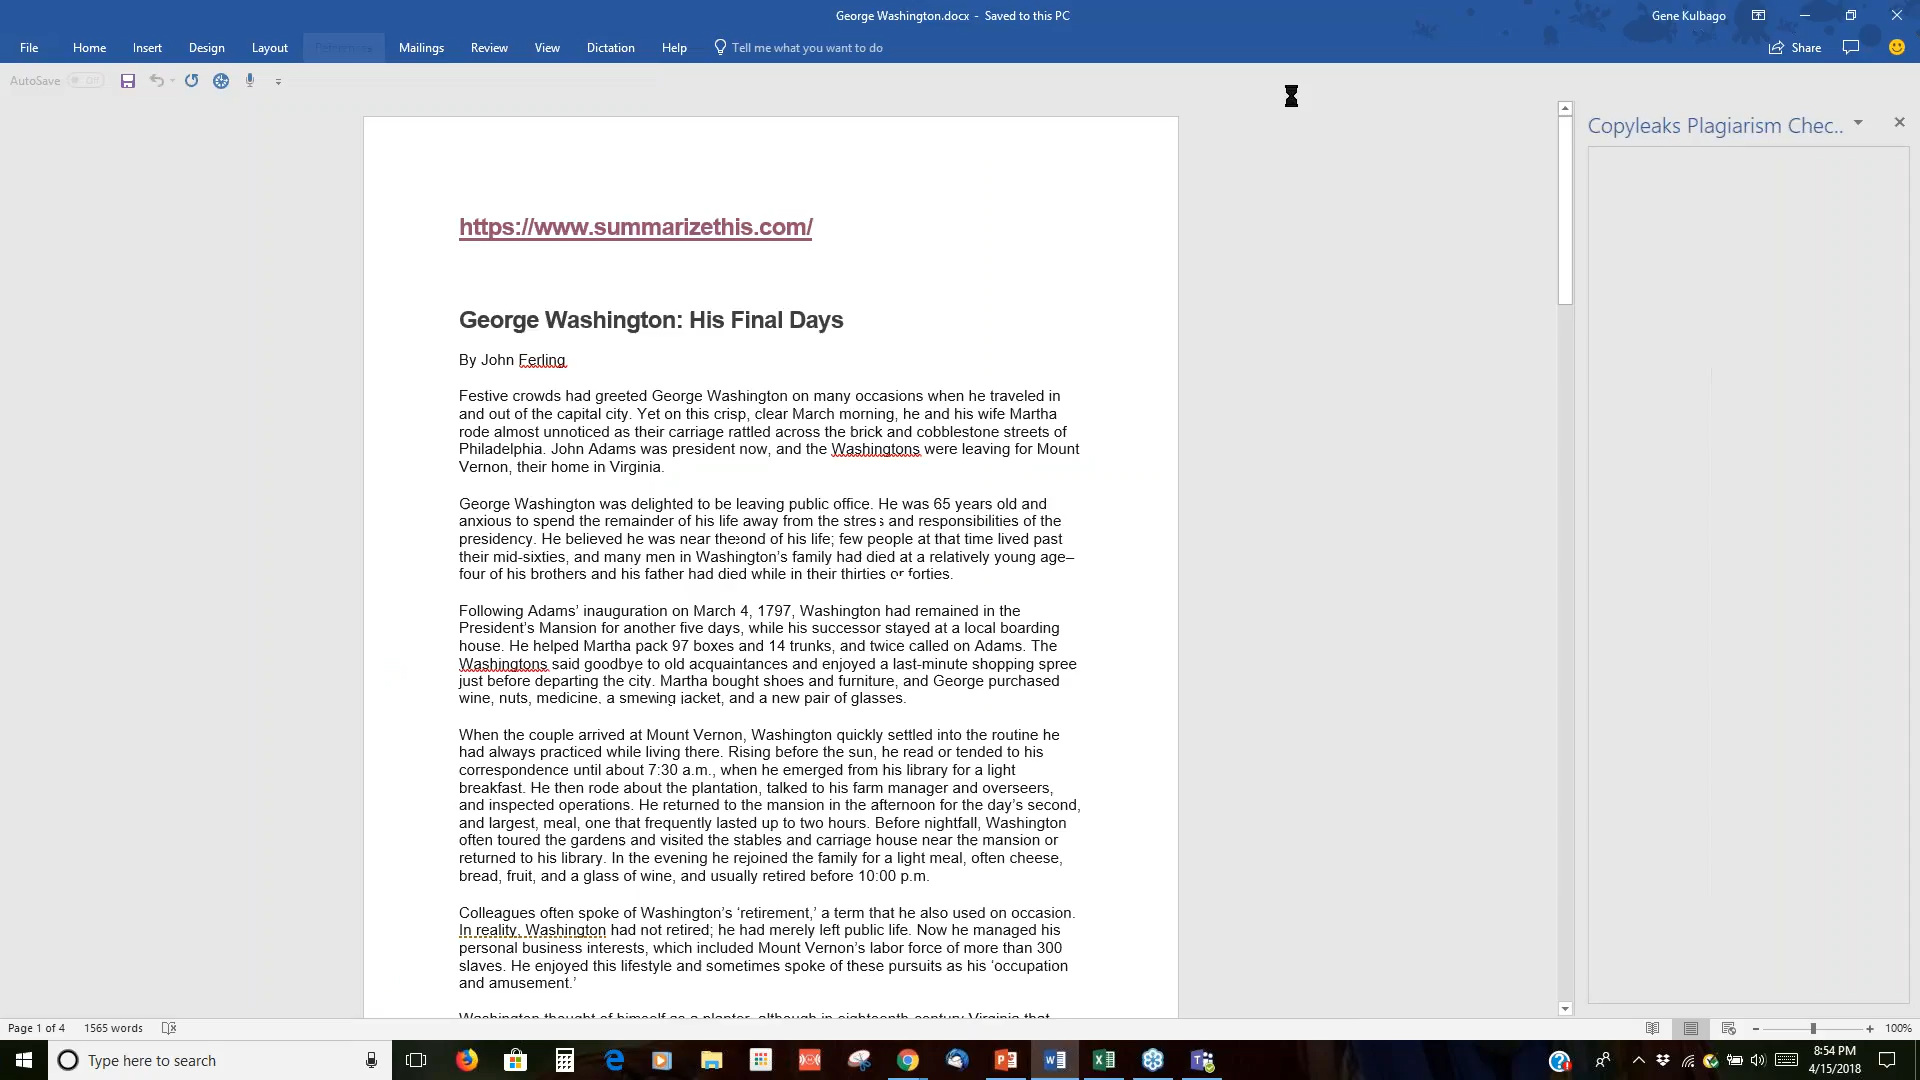 George Washington.docx - Saved to this PC
Gene Kulbago
File Home Insert Design Layout References Mailings Review View Dictation Help Tell me what you want to do
Share
AutoSave Off
Copyleaks Plagiarism Chec..
https://www.summarizethis.com/
George Washington: His Final Days
By John Ferling
Festive crowds had greeted George Washington on many occasions when he traveled in
and out of the capital city. Yet on this crisp, clear March morning, he and his wife Martha
rode almost unnoticed as their carriage rattled across the brick and cobblestone streets of
Philadelphia. John Adams was president now, and the Washingtons were leaving for Mount
Vernon, their home in Virginia.
George Washington was delighted to be leaving public office. He was 65 years old and
anxious to spend the remainder of his life away from the stress and responsibilities of the
presidency. He believed he was near the end of his life; few people at that time lived past
their mid-sixties, and many men in Washington’s family had died at a relatively young age–
four of his brothers and his father had died while in their thirties or forties.
Following Adams’ inauguration on March 4, 1797, Washington had remained in the
President’s Mansion for another five days, while his successor stayed at a local boarding
house. He helped Martha pack 97 boxes and 14 trunks, and twice called on Adams. The
Washingtons said goodbye to old acquaintances and enjoyed a last-minute shopping spree
just before departing the city. Martha bought shoes and furniture, and George purchased
wine, nuts, medicine, a jacket, and a new pair of glasses.
When the couple arrived at Mount Vernon, Washington quickly settled into the routine he
had always practiced while living there. Rising before the sun, he read or tended to his
correspondence until about 7:30 a.m., when he emerged from his library for a light
breakfast. He then rode about the plantation, talked to his farm manager and overseers,
and inspected operations. He returned to the mansion in the afternoon for the day’s second,
and largest, meal, one that frequently lasted up to two hours. Before nightfall, Washington
often toured the gardens and visited the stables and carriage house near the mansion or
returned to his library. In the evening he rejoined the family for a light meal, often cheese,
bread, fruit, and a glass of wine, and usually retired before 10:00 p.m.
Colleagues often spoke of Washington’s ‘retirement,’ a term that he also used on occasion.
In reality, Washington had not retired; he had merely left public life. Now he managed his
personal business interests, which included Mount Vernon’s labor force of more than 300
slaves. He enjoyed this lifestyle and sometimes spoke of these pursuits as his ‘occupation
and amusement.’
Washington thought of himself as a planter, although in eighteenth-century Virginia that
Page 1 of 4 1565 words
100%
Type here to search
8:54 PM
4/15/2018